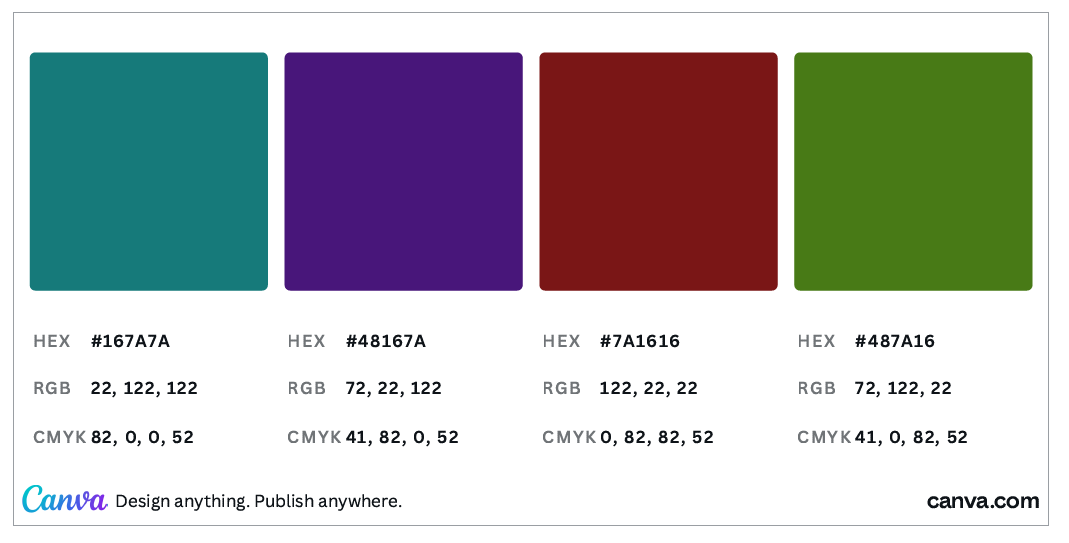 HEX #167A7A HEX #48167A HEX #7A1616 HEX #487A16
RGB 22, 122, 122 RGB 72, 22, 122 RGB 122, 22, 22 RGB 72, 122, 22
CMYK 82, 0, 0, 52 CMYK 41, 82, 0, 52 CMYK 0, 82, 82, 52 CMYK 41, 0, 82, 52
Canva Design anything. Publish anywhere. canva.com